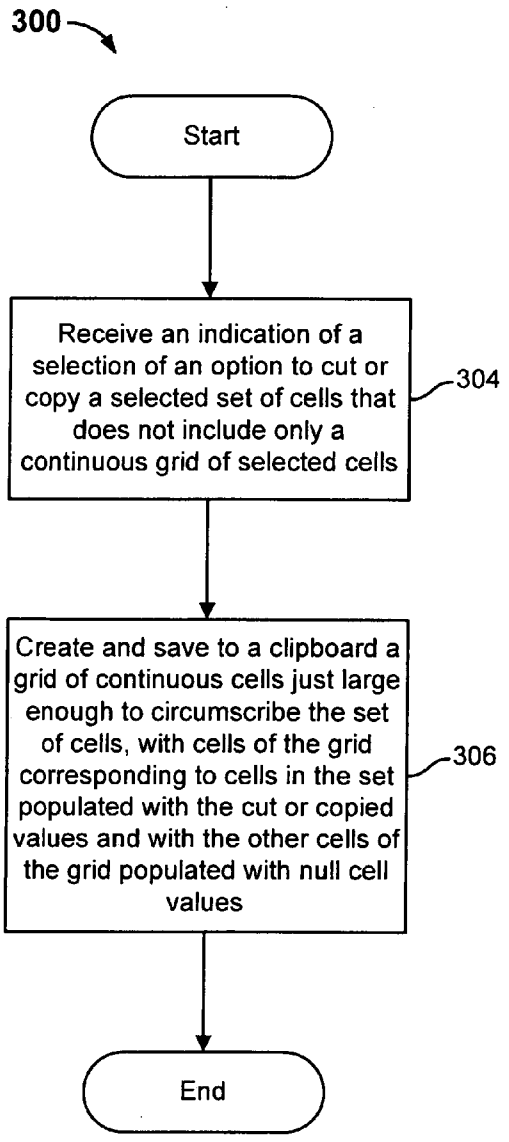 300
Start
Receive an indication of a
selection of an option to cut or
copy a selected set of cells that
does not include only a
continuous grid of selected cells
304
Create and save to a clipboard a
grid of continuous cells just large
enough to circumscribe the set
of cells, with cells of the grid
corresponding to cells in the set
populated with the cut or copied
values and with the other cells of
the grid populated with null cell
values
306
End